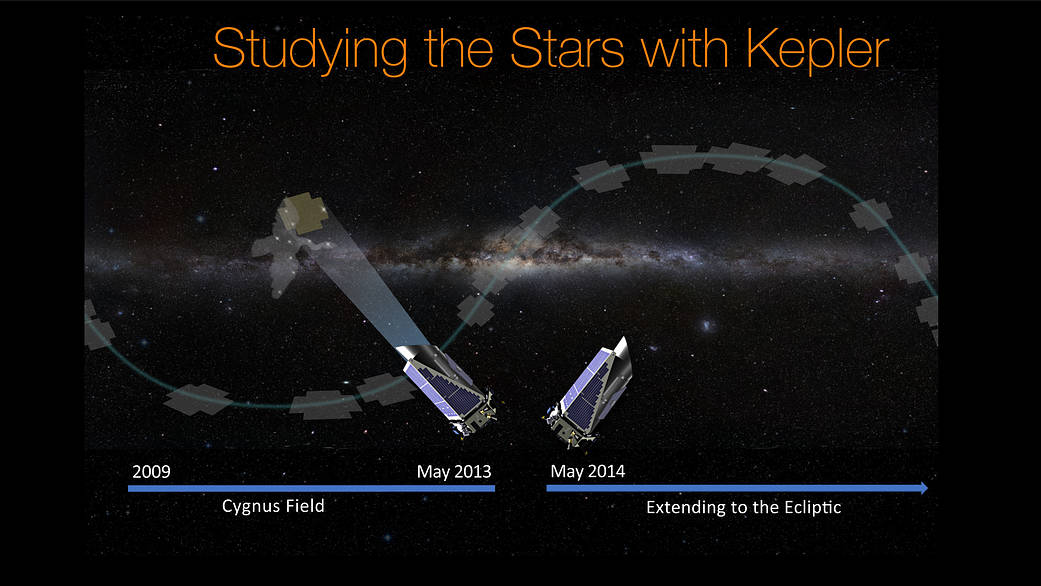 Studying the Stars with Kepler
2009
May 2013
May 2014
Cygnus Field
Extending to the Ecliptic